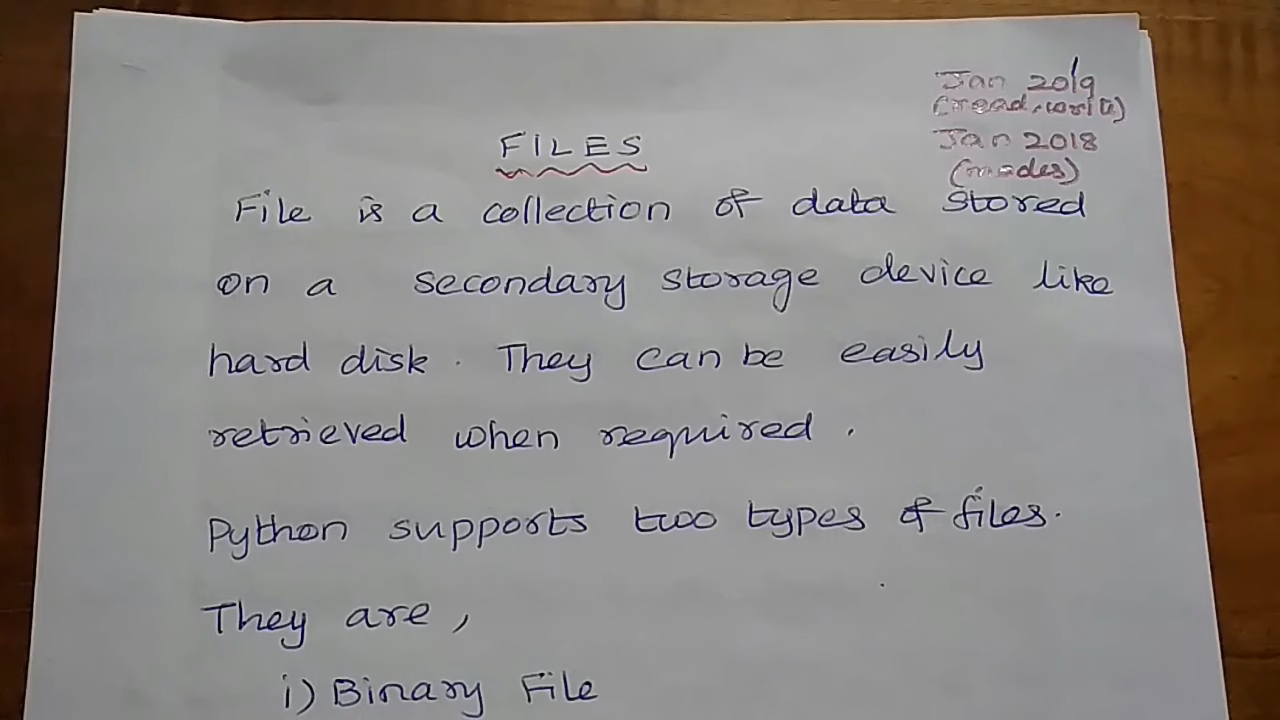 Jan 2019
(read, write)
Jan 2018
(modes)
FILES
File is a collection of data stored
on a secondary storage device like
hard disk. They can be easily
retrieved when required.
Python supports two types of files.
They are,
i) Binary File